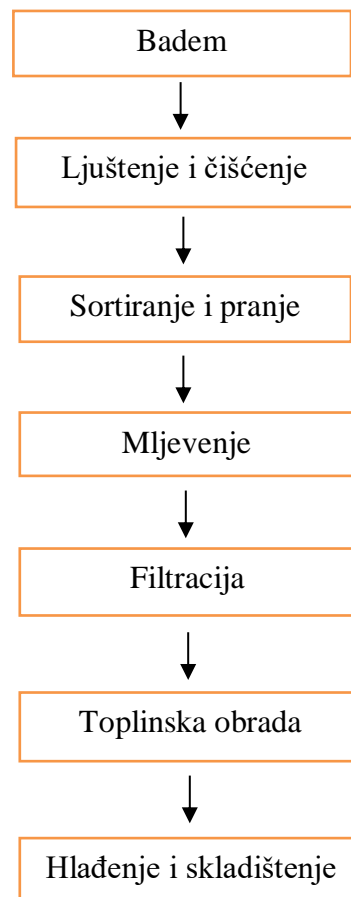 Badem
Ljuštenje i čišćenje
Sortiranje i pranje
Mljevenje
Filtracija
Toplinska obrada
Hlađenje i skladištenje